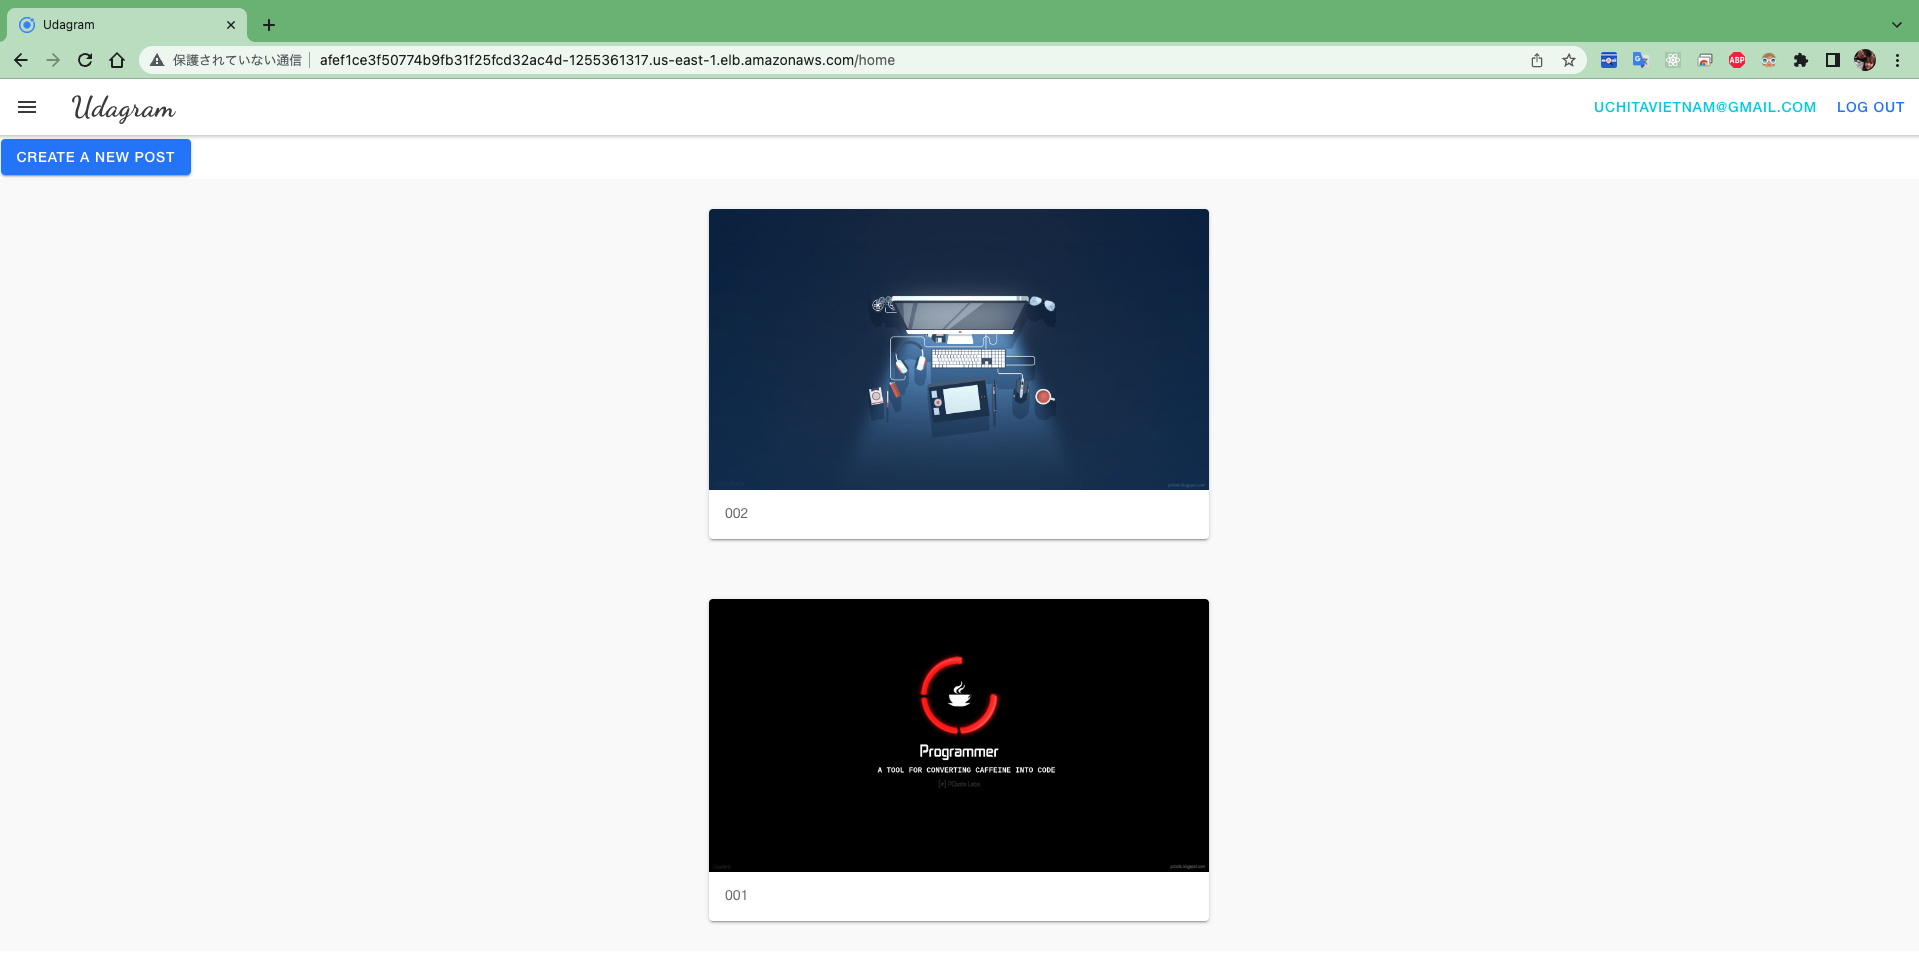 Udagram
保護されていない通信
afef1ce3f50774b9fb31f25fcd32ac4d-1255361317.us-east-1.elb.amazonaws.com/home
ABP
Udagram
UCHITAVIETNAM@GMAIL.COM
LOG OUT
CREATE A NEW POST
002
Programmer
A TOOL FOR CONVERTING CAFFEINE INTO CODE
001